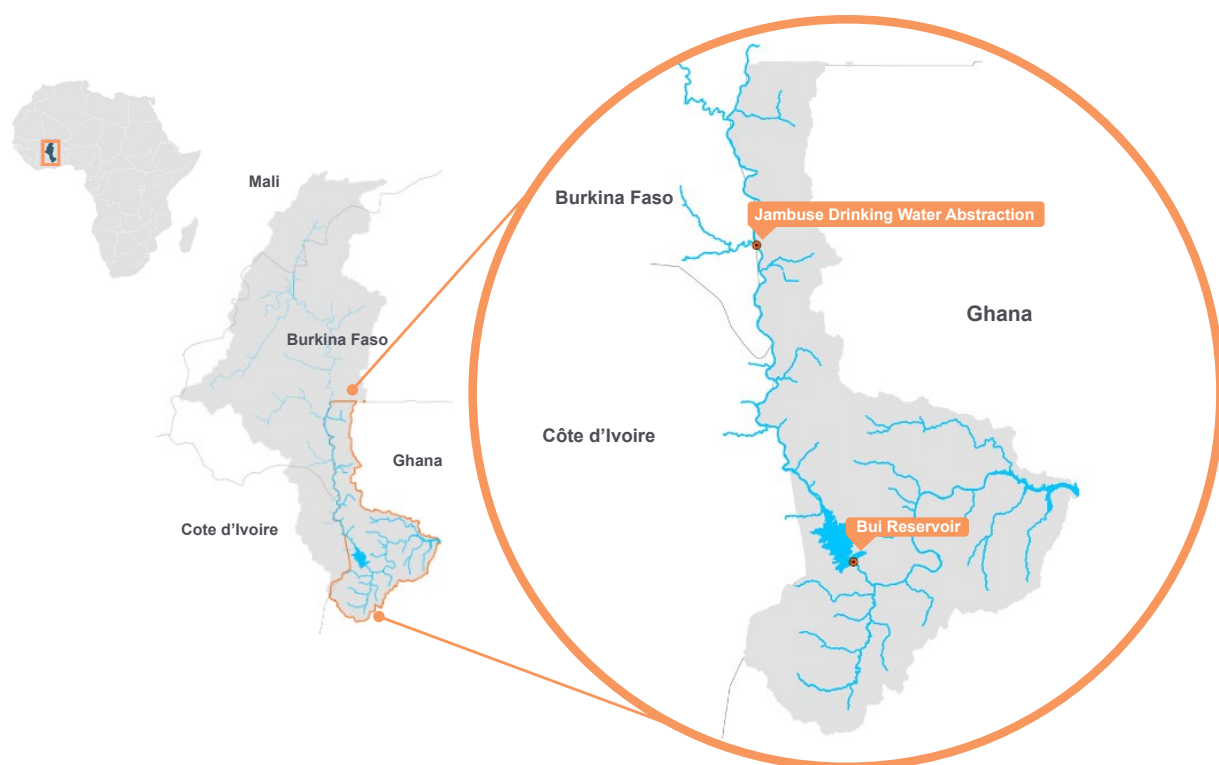 Mali
Burkina Faso
Ghana
Cote d'Ivoire
Burkina Faso
Jambuse Drinking Water Abstraction
Ghana
Côte d'Ivoire
Bui Reservoir